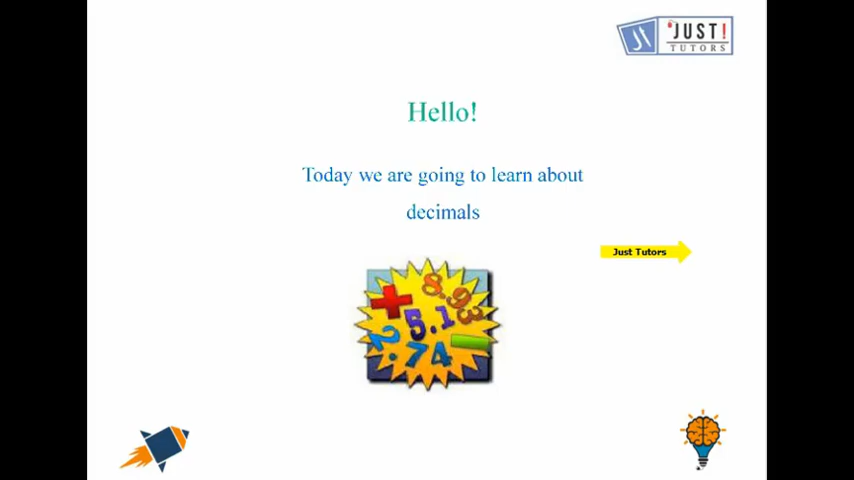 JUST!
TUTORS
Hello!
Today we are going to learn about
decimals
Just Tutors
8.93
5.1
2.74